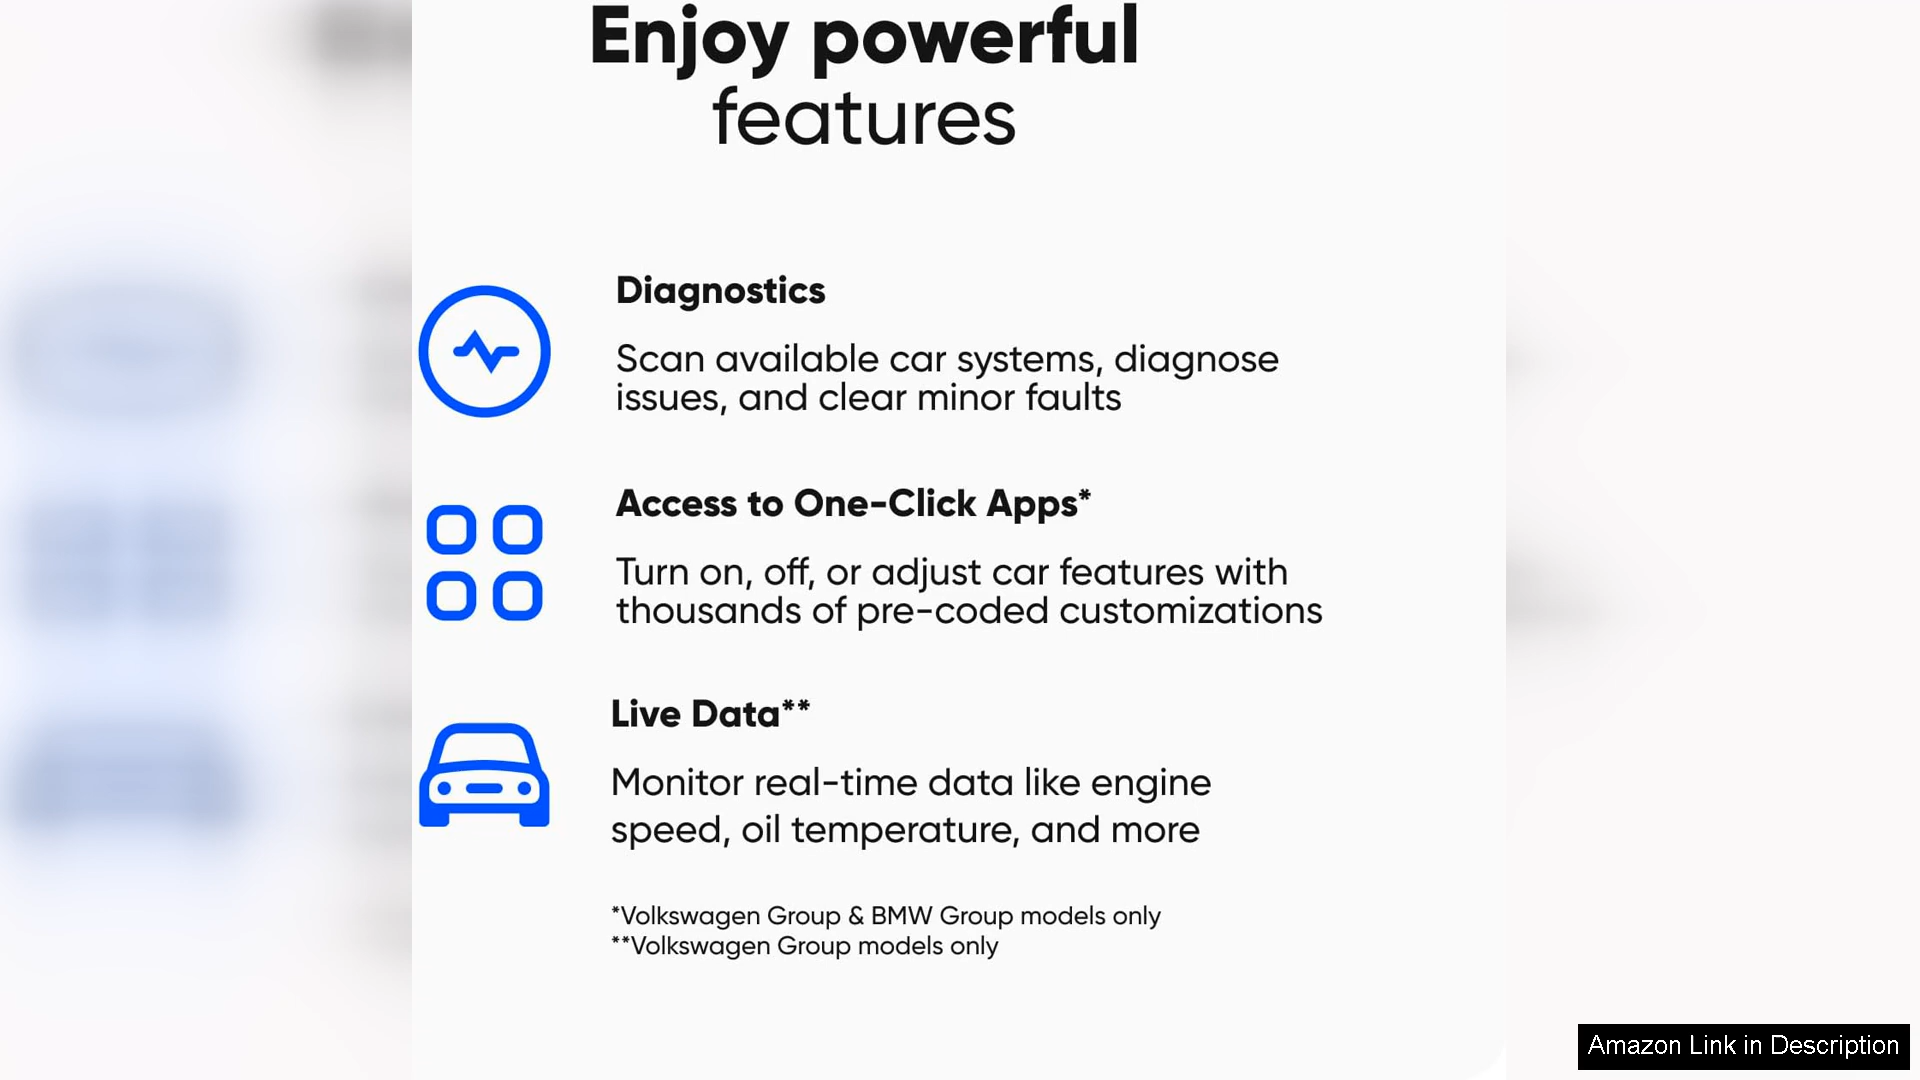 Enjoy powerful
features
Diagnostics
Scan available car systems, diagnose
issues, and clear minor faults
Access to One-Click Apps*
Turn on, off, or adjust car features with
thousands of pre-coded customizations
Live Data**
Monitor real-time data like engine
speed, oil temperature, and more
*Volkswagen Group & BMW Group models only
**Volkswagen Group models only
Amazon Link in Description